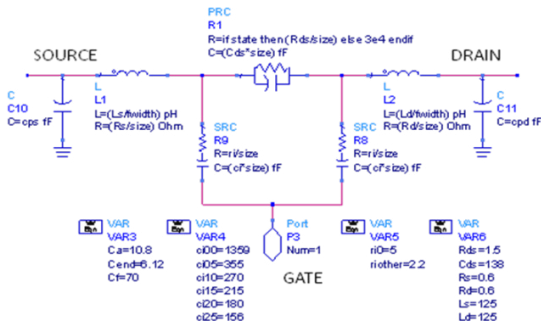 PRC
R1
R=if state then (Rds/size) else 3e4 endif
C=(Cds*size) fF
SOURCE
DRAIN
C
C10
C=cps fF
L
L1
L=(Ls/fwidth) pH
R=(Rs/size) Ohm
L
L2
L=(Ld/fwidth) pH
R=(Rd/size) Ohm
C
C11
C=cpd fF
SRC
R9
R=ri/size
C=(ci*size) fF
SRC
R8
R=ri/size
C=(ci*size) fF
Port
P3
Num=1
GATE
Eqn
VAR
VAR3
Ca=10.8
Cend=6.12
Cf=70
Eqn
VAR
VAR4
ci00=1359
ci05=355
ci10=270
ci15=215
ci20=180
ci25=156
Eqn
VAR
VAR5
ri0=5
riother=2.2
Eqn
VAR
VAR6
Rds=1.5
Cds=138
Rs=0.6
Rd=0.6
Ls=125
Ld=125